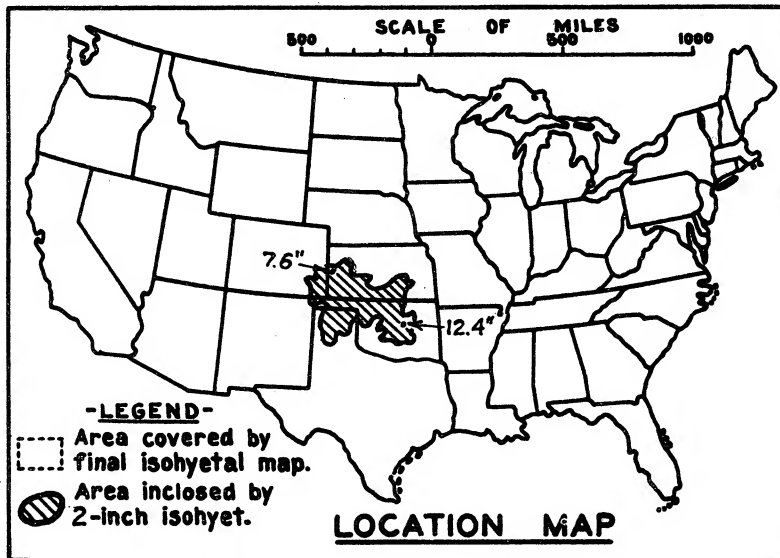 SCALE OF MILES
500 0 500 1000
7.6"
12.4"
-LEGEND-
Area covered by
final isohyetal map.
Area inclosed by
2-inch isohyet.
LOCATION MAP